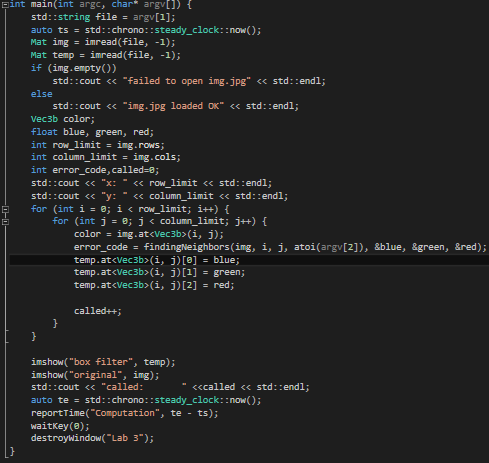 int main(int argc, char* argv[]) {
    std::string file = argv[1];
    auto ts = std::chrono::steady_clock::now();
    Mat img = imread(file, -1);
    Mat temp = imread(file, -1);
    if (img.empty())
        std::cout << "failed to open img.jpg" << std::endl;
    else
        std::cout << "img.jpg loaded OK" << std::endl;
    Vec3b color;
    float blue, green, red;
    int row_limit = img.rows;
    int column_limit = img.cols;
    int error_code,called=0;
    std::cout << "x: " << row_limit << std::endl;
    std::cout << "y: " << column_limit << std::endl;
    for (int i = 0; i < row_limit; i++) {
        for (int j = 0; j < column_limit; j++) {
            color = img.at<Vec3b>(i, j);
            error_code = findingNeighbors(img, i, j, atoi(argv[2]), &blue, &green, &red);
            temp.at<Vec3b>(i, j)[0] = blue;
            temp.at<Vec3b>(i, j)[1] = green;
            temp.at<Vec3b>(i, j)[2] = red;

            called++;
        }
    }

    imshow("box filter", temp);
    imshow("original", img);
    std::cout << "called:       " <<called << std::endl;
    auto te = std::chrono::steady_clock::now();
    reportTime("Computation", te - ts);
    waitKey(0);
    destroyWindow("Lab 3");
}